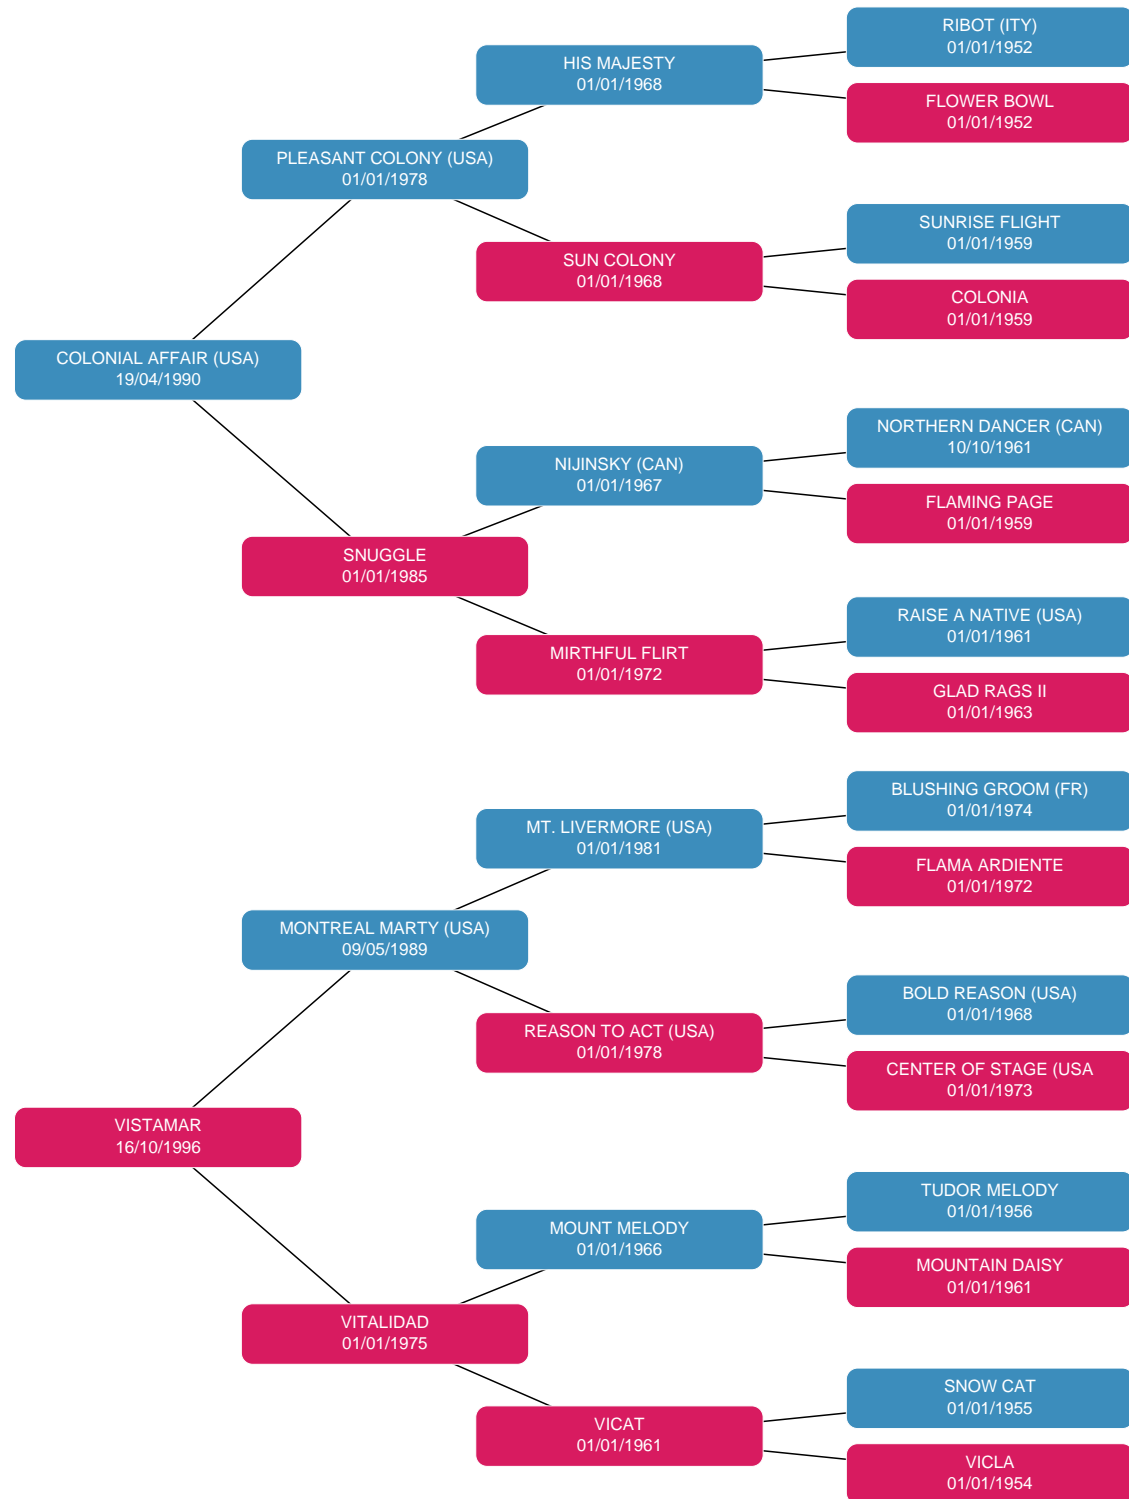 RIBOT (ITY)
01/01/1952
HIS MAJESTY
01/01/1968
FLOWER BOWL
01/01/1952
PLEASANT COLONY (USA)
01/01/1978
SUNRISE FLIGHT
01/01/1959
SUN COLONY
01/01/1968
COLONIA
01/01/1959
COLONIAL AFFAIR (USA)
19/04/1990
NORTHERN DANCER (CAN)
10/10/1961
NIJINSKY (CAN)
01/01/1967
FLAMING PAGE
01/01/1959
SNUGGLE
01/01/1985
RAISE A NATIVE (USA)
01/01/1961
MIRTHFUL FLIRT
01/01/1972
GLAD RAGS II
01/01/1963
BLUSHING GROOM (FR)
01/01/1974
MT. LIVERMORE (USA)
01/01/1981
FLAMA ARDIENTE
01/01/1972
MONTREAL MARTY (USA)
09/05/1989
BOLD REASON (USA)
01/01/1968
REASON TO ACT (USA)
01/01/1978
CENTER OF STAGE (USA
01/01/1973
VISTAMAR
16/10/1996
TUDOR MELODY
01/01/1956
MOUNT MELODY
01/01/1966
MOUNTAIN DAISY
01/01/1961
VITALIDAD
01/01/1975
SNOW CAT
01/01/1955
VICAT
01/01/1961
VICLA
01/01/1954